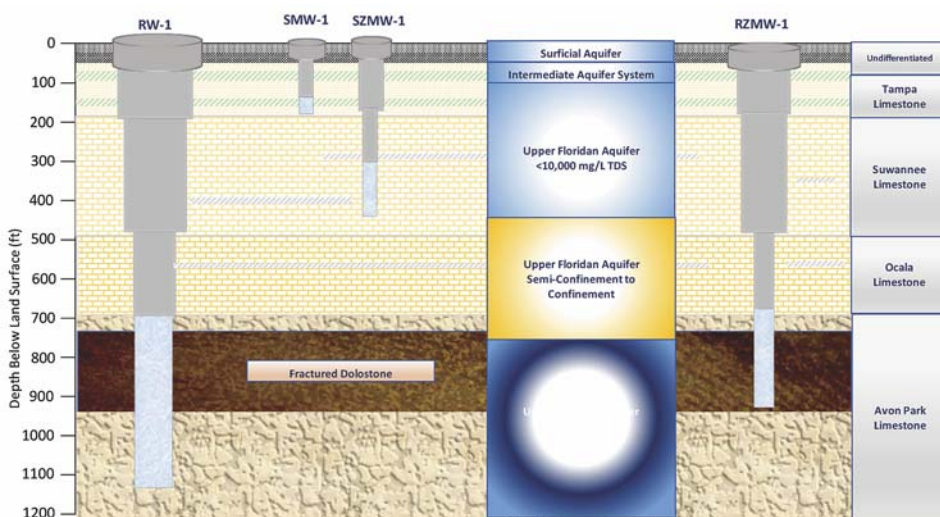 RW-1
SMW-1
SZMW-1
RZMW-1
Depth Below Land Surface (ft)
0
100
200
300
400
500
600
700
800
900
1000
1100
1200
Surficial Aquifer
Intermediate Aquifer System
Upper Floridan Aquifer
<10,000 mg/L TDS
Upper Floridan Aquifer
Semi-Confinement to
Confinement
Fractured Dolostone
Undifferentiated
Tampa
Limestone
Suwannee
Limestone
Ocala
Limestone
Avon Park
Limestone